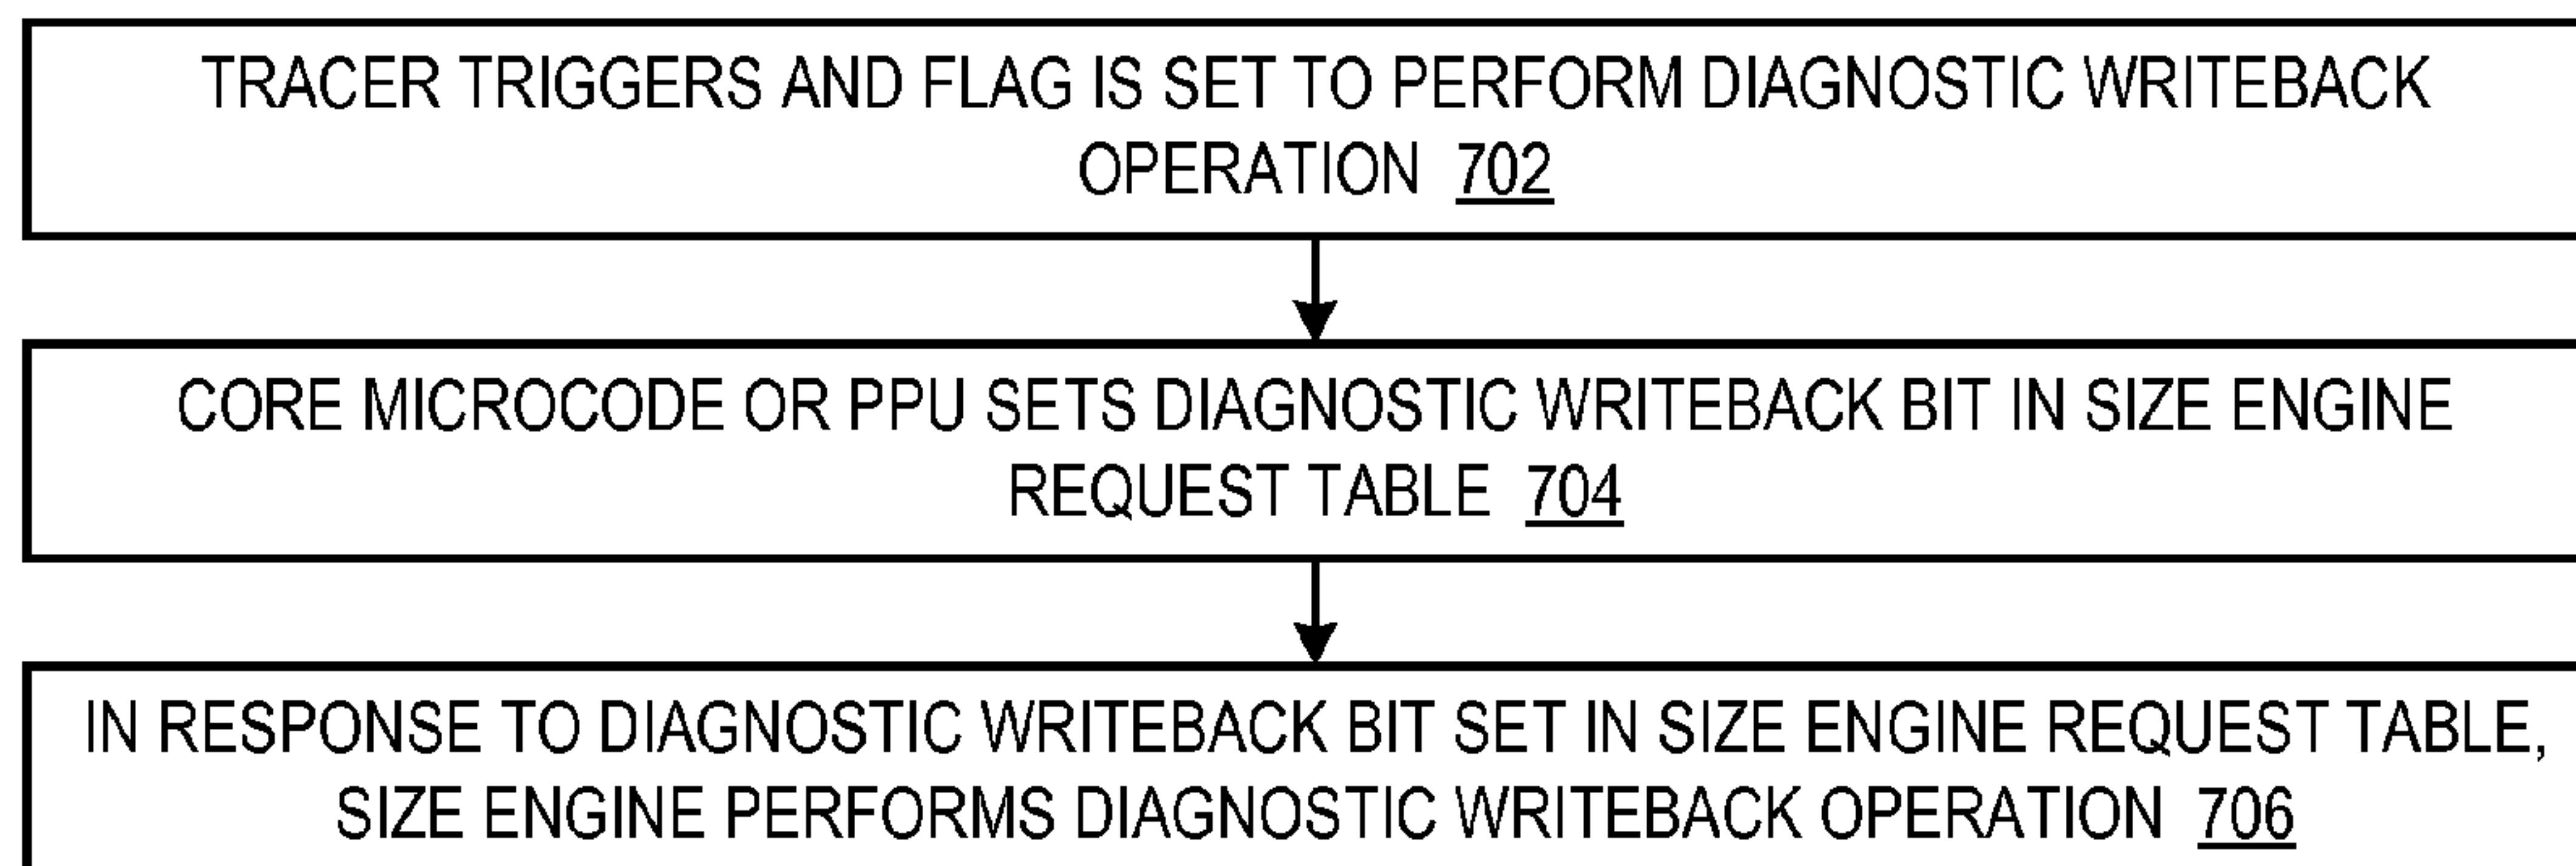 TRACER TRIGGERS AND FLAG IS SET TO PERFORM DIAGNOSTIC WRITEBACK
OPERATION 702
CORE MICROCODE OR PPU SETS DIAGNOSTIC WRITEBACK BIT IN SIZE ENGINE
REQUEST TABLE 704
IN RESPONSE TO DIAGNOSTIC WRITEBACK BIT SET IN SIZE ENGINE REQUEST TABLE,
SIZE ENGINE PERFORMS DIAGNOSTIC WRITEBACK OPERATION 706